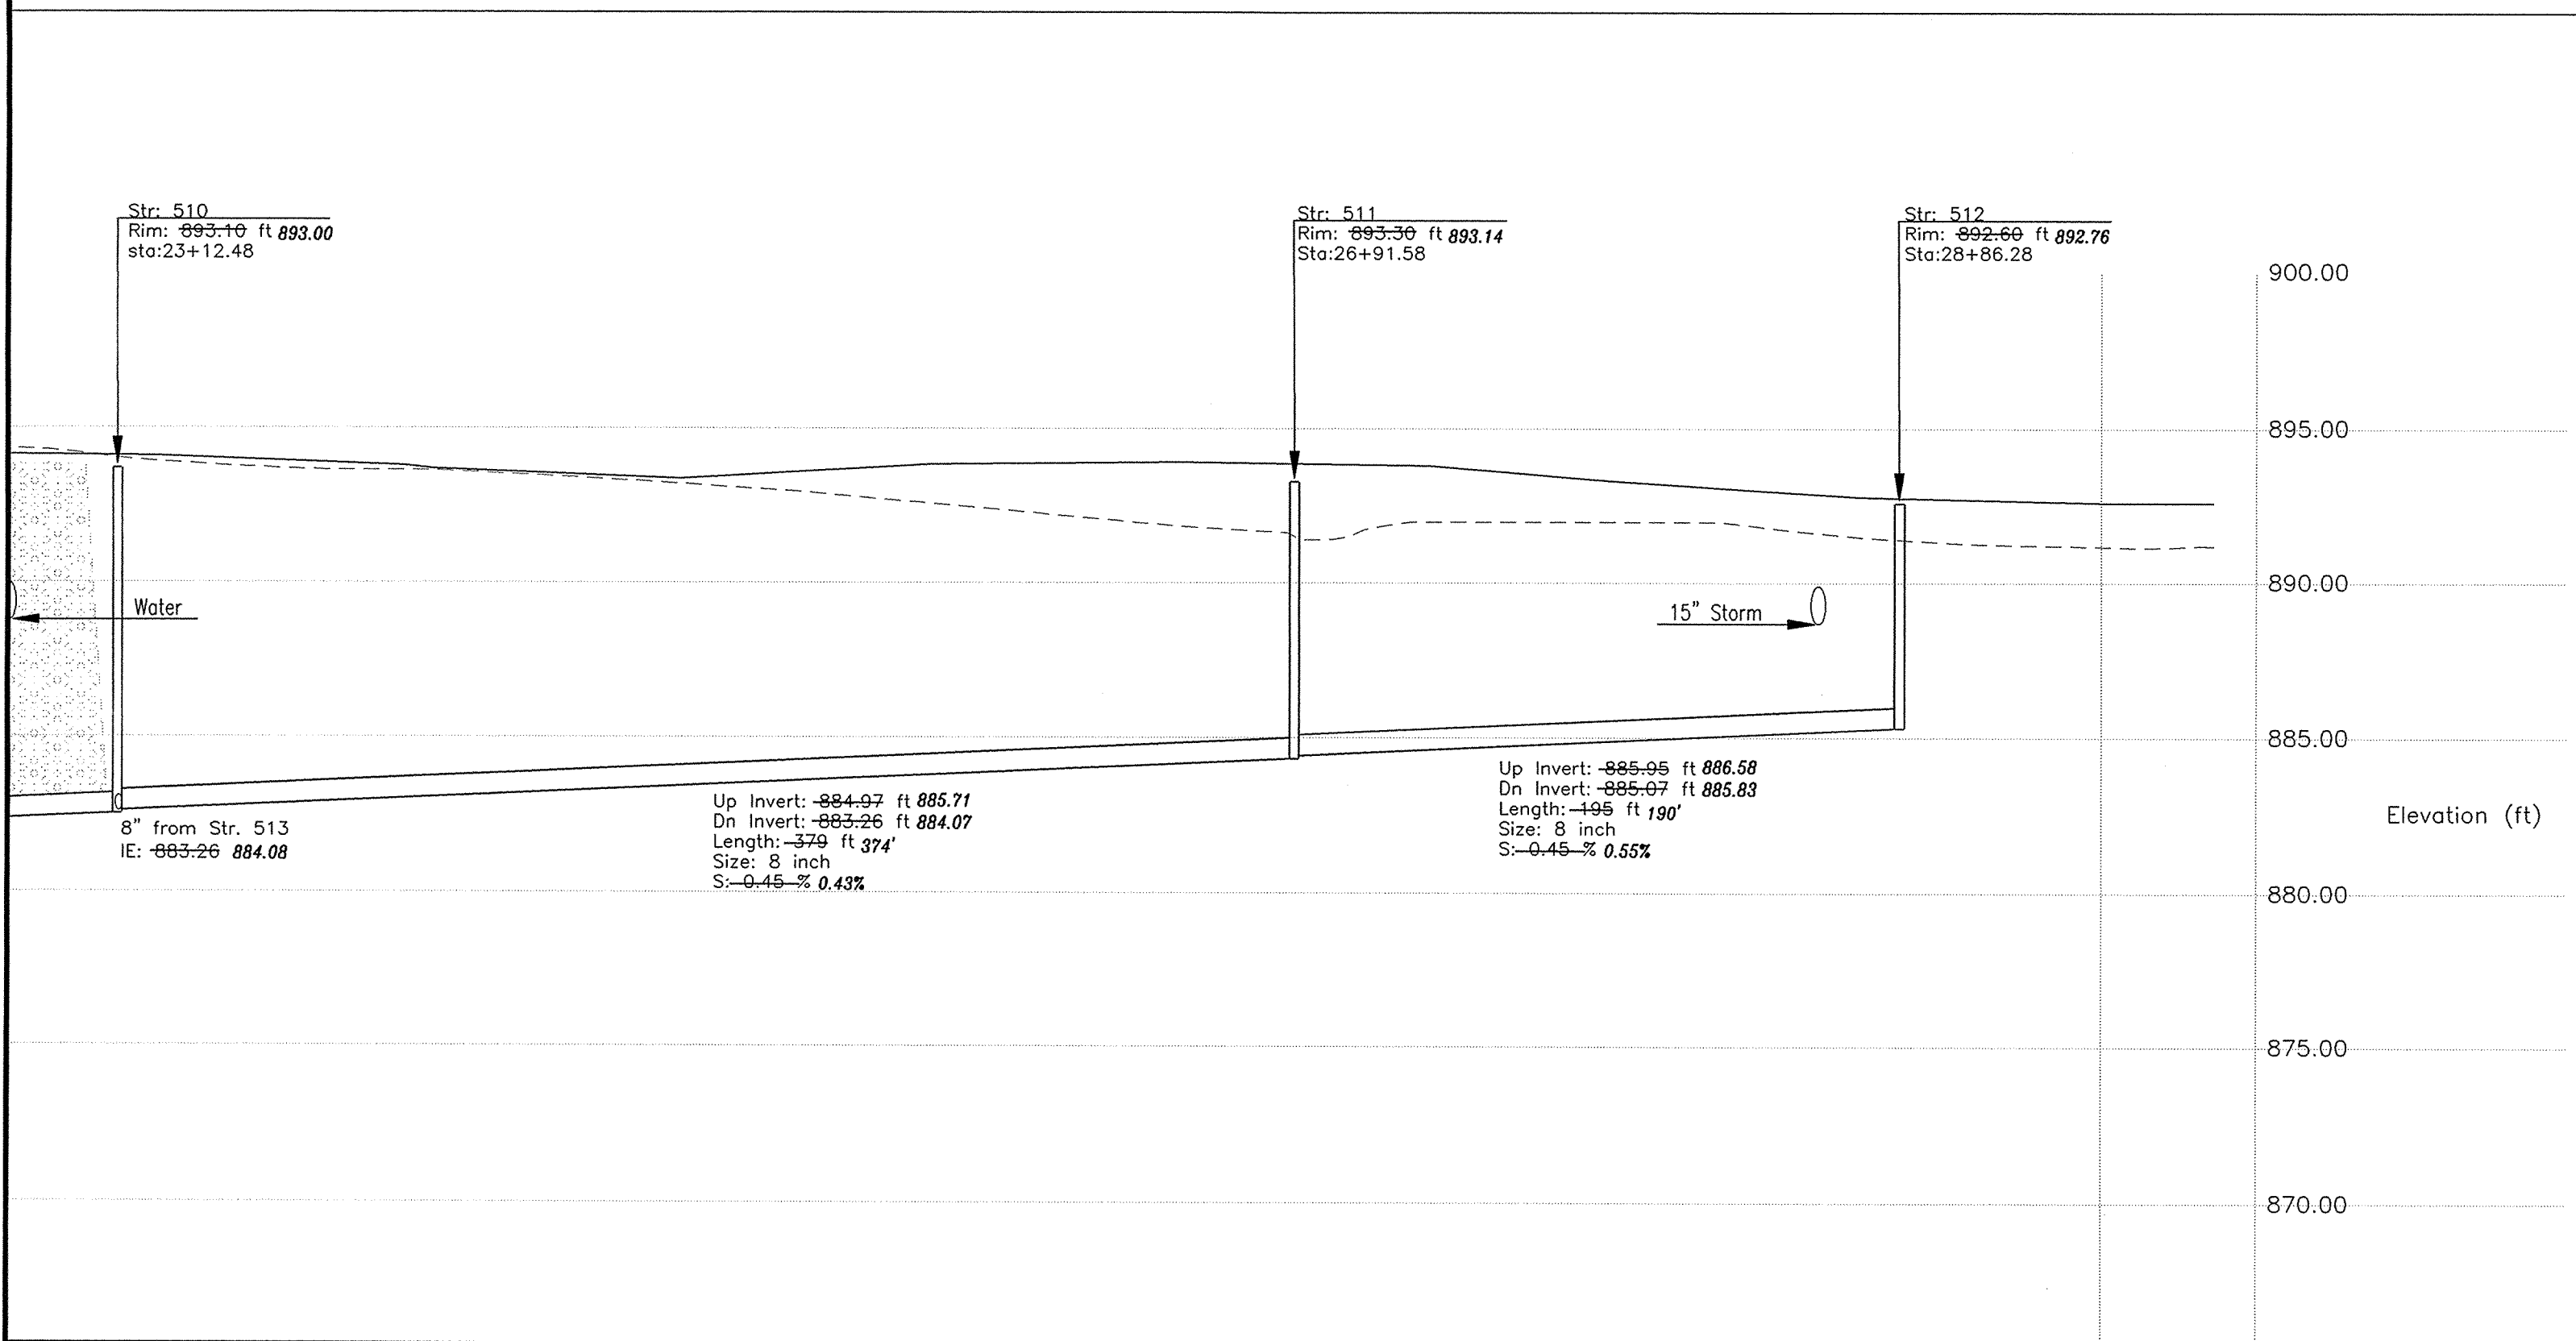 Str: 510
Rim: 893.10 ft 893.00
sta:23+12.48
Str: 511
Rim: 893.30 ft 893.14
Sta:26+91.58
Str: 512
Rim: 892.60 ft 892.76
Sta:28+86.28
900.00
895.00
890.00
Water
15" Storm
885.00
Up Invert: 885.95 ft 886.58
Dn Invert: 885.07 ft 885.83
Length: 195 ft 190'
Size: 8 inch
S: 0.45 % 0.55%
Up Invert: 884.97 ft 885.71
Dn Invert: 883.26 ft 884.07
Length: 379 ft 374'
Size: 8 inch
S: 0.45 % 0.43%
8" from Str. 513
IE: 883.26 884.08
Elevation (ft)
880.00
875.00
870.00